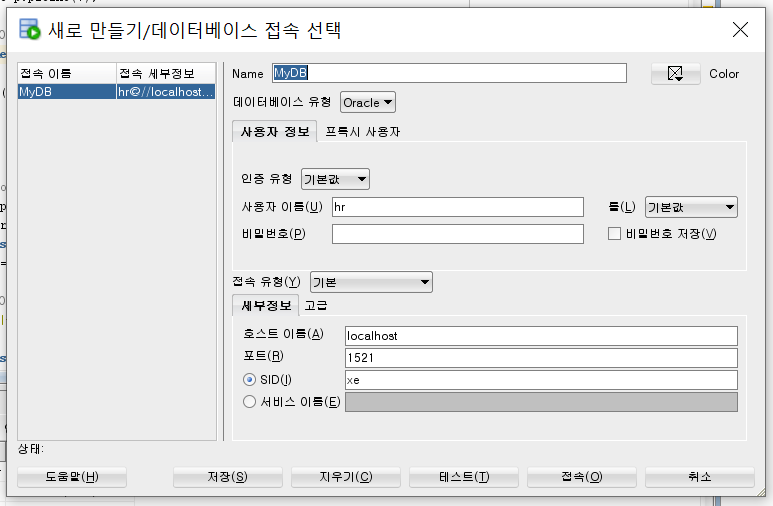 새로 만들기/데이터베이스 접속 선택
접속 이름 접속 세부정보
MyDB hr@//localhost...
Name MyDB Color
데이터베이스 유형 Oracle
사용자 정보 프록시 사용자
인증 유형 기본값
사용자 이름(U) hr 롤(L) 기본값
비밀번호(P) 비밀번호 저장(V)
접속 유형(Y) 기본
세부정보 고급
호스트 이름(A) localhost
포트(R) 1521
SID(I) xe
서비스 이름(E)
상태:
도움말(H) 저장(S) 지우기(C) 테스트(T) 접속(O) 취소